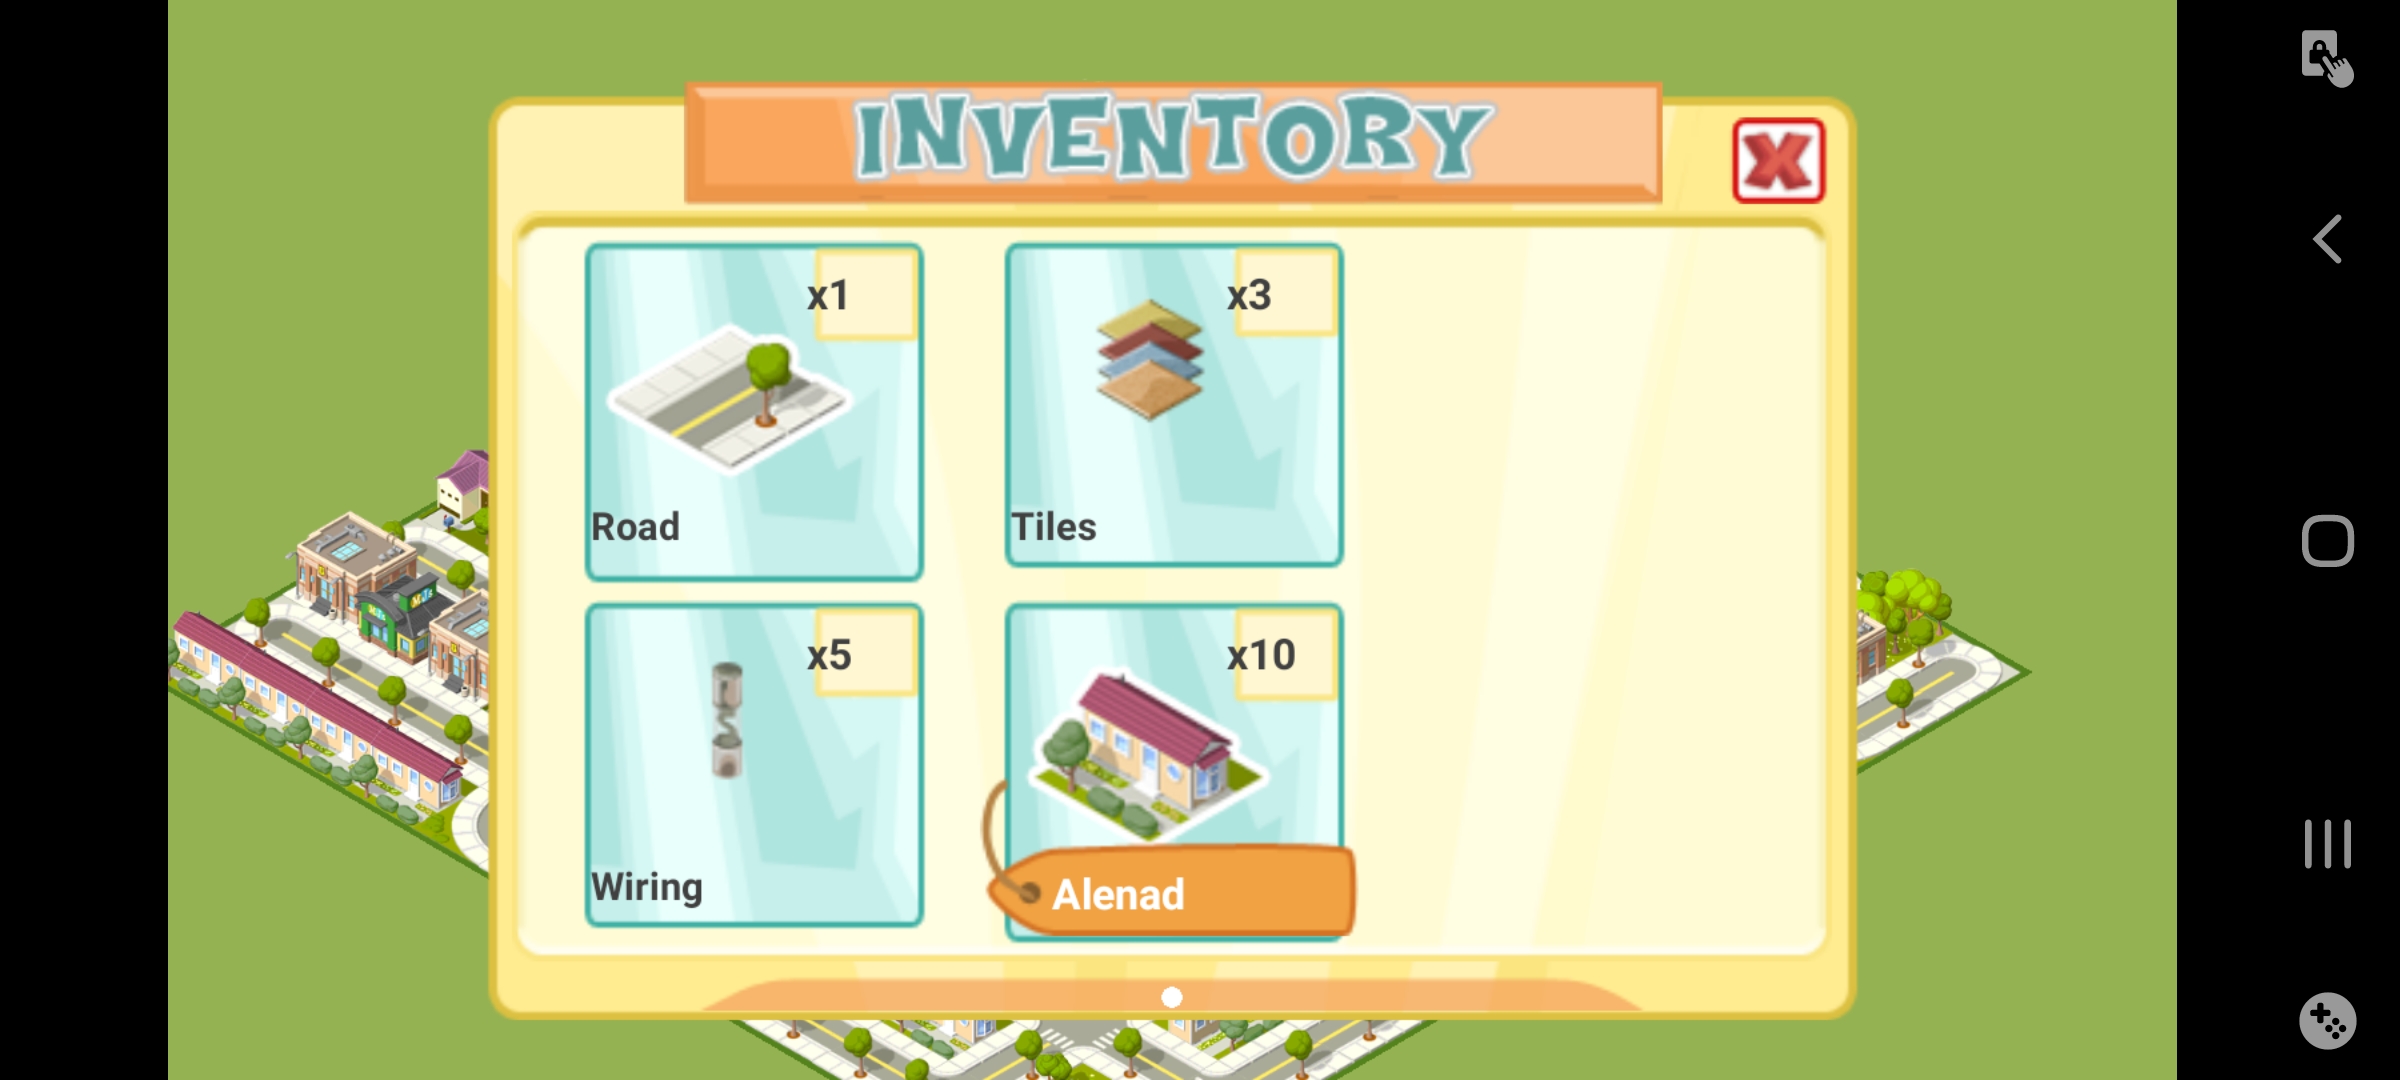 INVENTORY
X
x1
Road
x3
Tiles
x5
Wiring
x10
Alenad